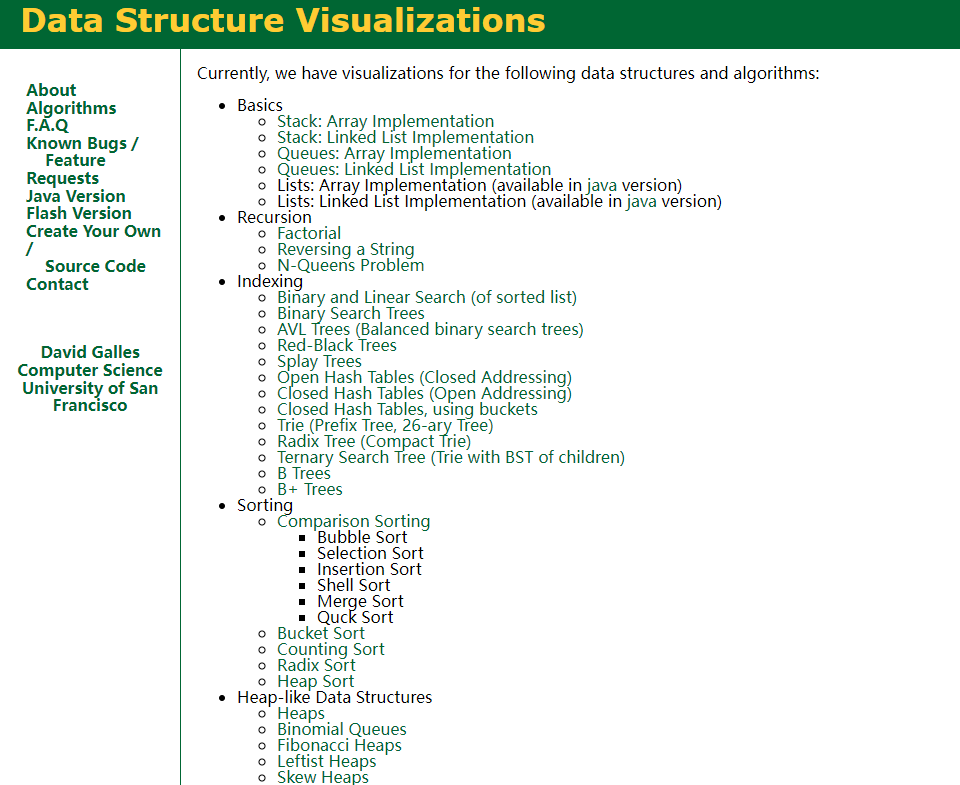 Data Structure Visualizations
About
Algorithms
F.A.Q
Known Bugs /
Feature
Requests
Java Version
Flash Version
Create Your Own
/
Source Code
Contact
David Galles
Computer Science
University of San
Francisco
Currently, we have visualizations for the following data structures and algorithms:
Basics
Stack: Array Implementation
Stack: Linked List Implementation
Queues: Array Implementation
Queues: Linked List Implementation
Lists: Array Implementation (available in java version)
Lists: Linked List Implementation (available in java version)
Recursion
Factorial
Reversing a String
N-Queens Problem
Indexing
Binary and Linear Search (of sorted list)
Binary Search Trees
AVL Trees (Balanced binary search trees)
Red-Black Trees
Splay Trees
Open Hash Tables (Closed Addressing)
Closed Hash Tables (Open Addressing)
Closed Hash Tables, using buckets
Trie (Prefix Tree, 26-ary Tree)
Radix Tree (Compact Trie)
Ternary Search Tree (Trie with BST of children)
B Trees
B+ Trees
Sorting
Comparison Sorting
Bubble Sort
Selection Sort
Insertion Sort
Shell Sort
Merge Sort
Quck Sort
Bucket Sort
Counting Sort
Radix Sort
Heap Sort
Heap-like Data Structures
Heaps
Binomial Queues
Fibonacci Heaps
Leftist Heaps
Skew Heaps